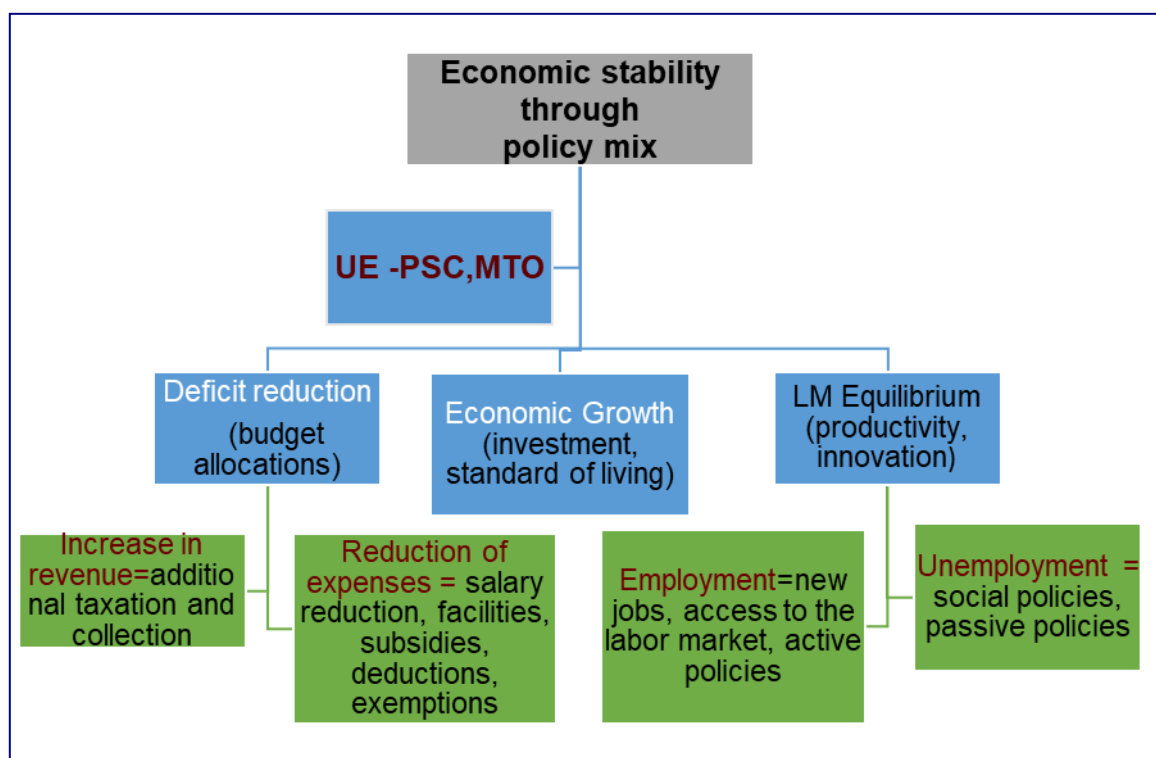 Economic stability
through
policy mix
UE -PSC,MTO
Deficit reduction
(budget
allocations)
Economic Growth
(investment,
standard of living)
LM Equilibrium
(productivity,
innovation)
Increase in
revenue=additio
nal taxation and
collection
Reduction of
expenses = salary
reduction, facilities,
subsidies,
deductions,
exemptions
Employment=new
jobs, access to the
labor market, active
policies
Unemployment =
social policies,
passive policies